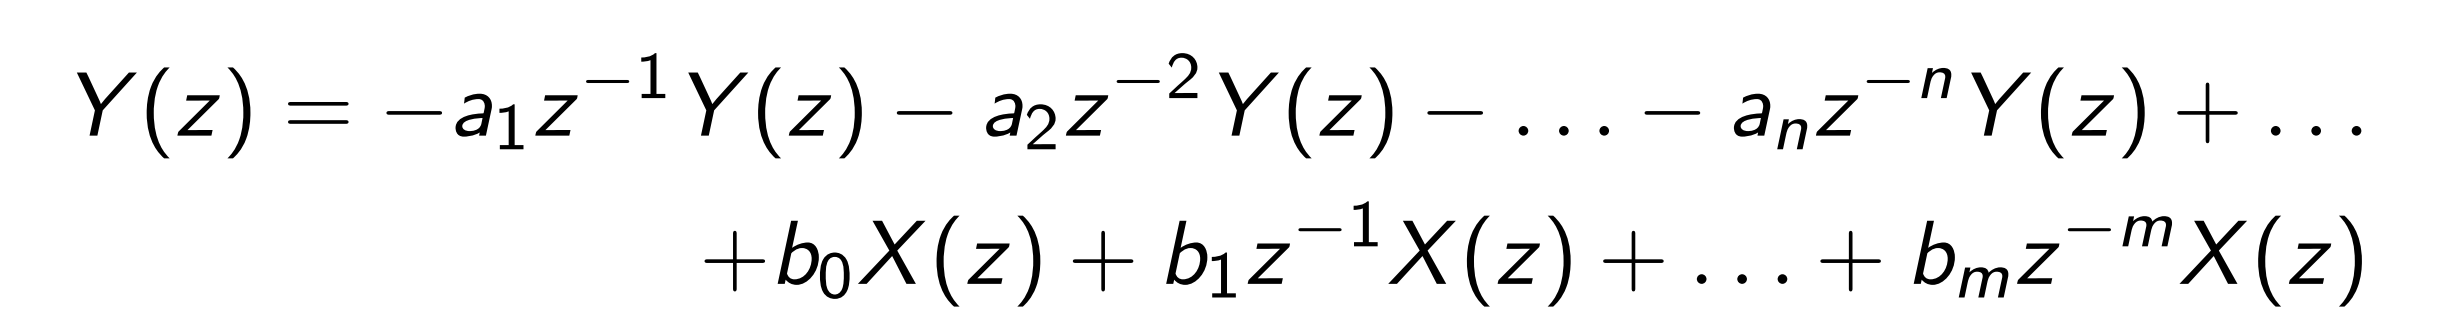 Y(z) = −a₁z⁻¹Y(z) − a₂z⁻²Y(z) − … − aₙz⁻ⁿY(z) + …
+b₀X(z) + b₁z⁻¹X(z) + … + bₘz⁻ᵐX(z)